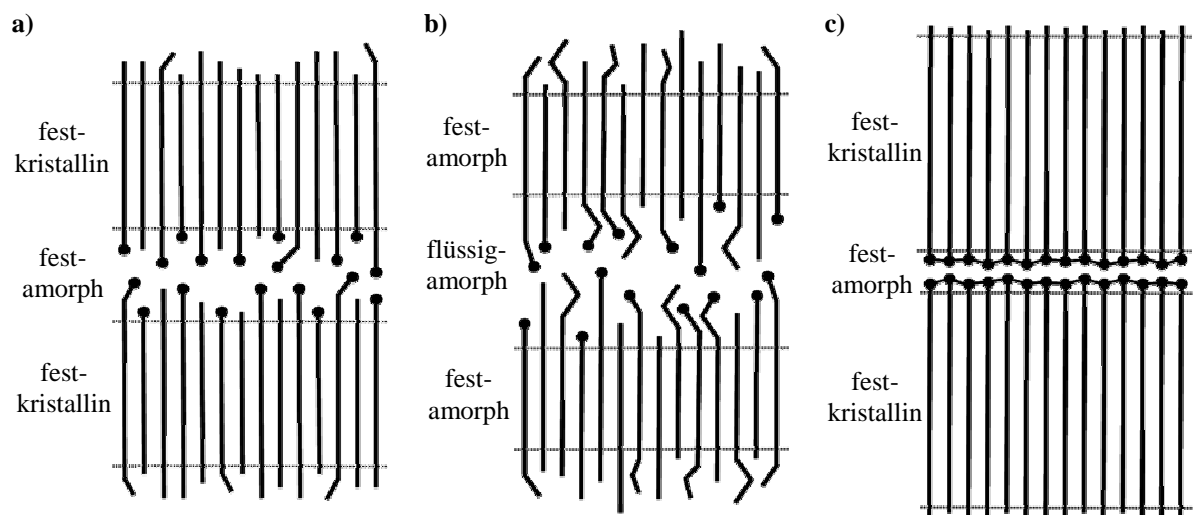 a)
fest-
kristallin
fest-
amorph
fest-
kristallin
b)
fest-
amorph
flüssig-
amorph
fest-
amorph
c)
fest-
kristallin
fest-
amorph
fest-
kristallin